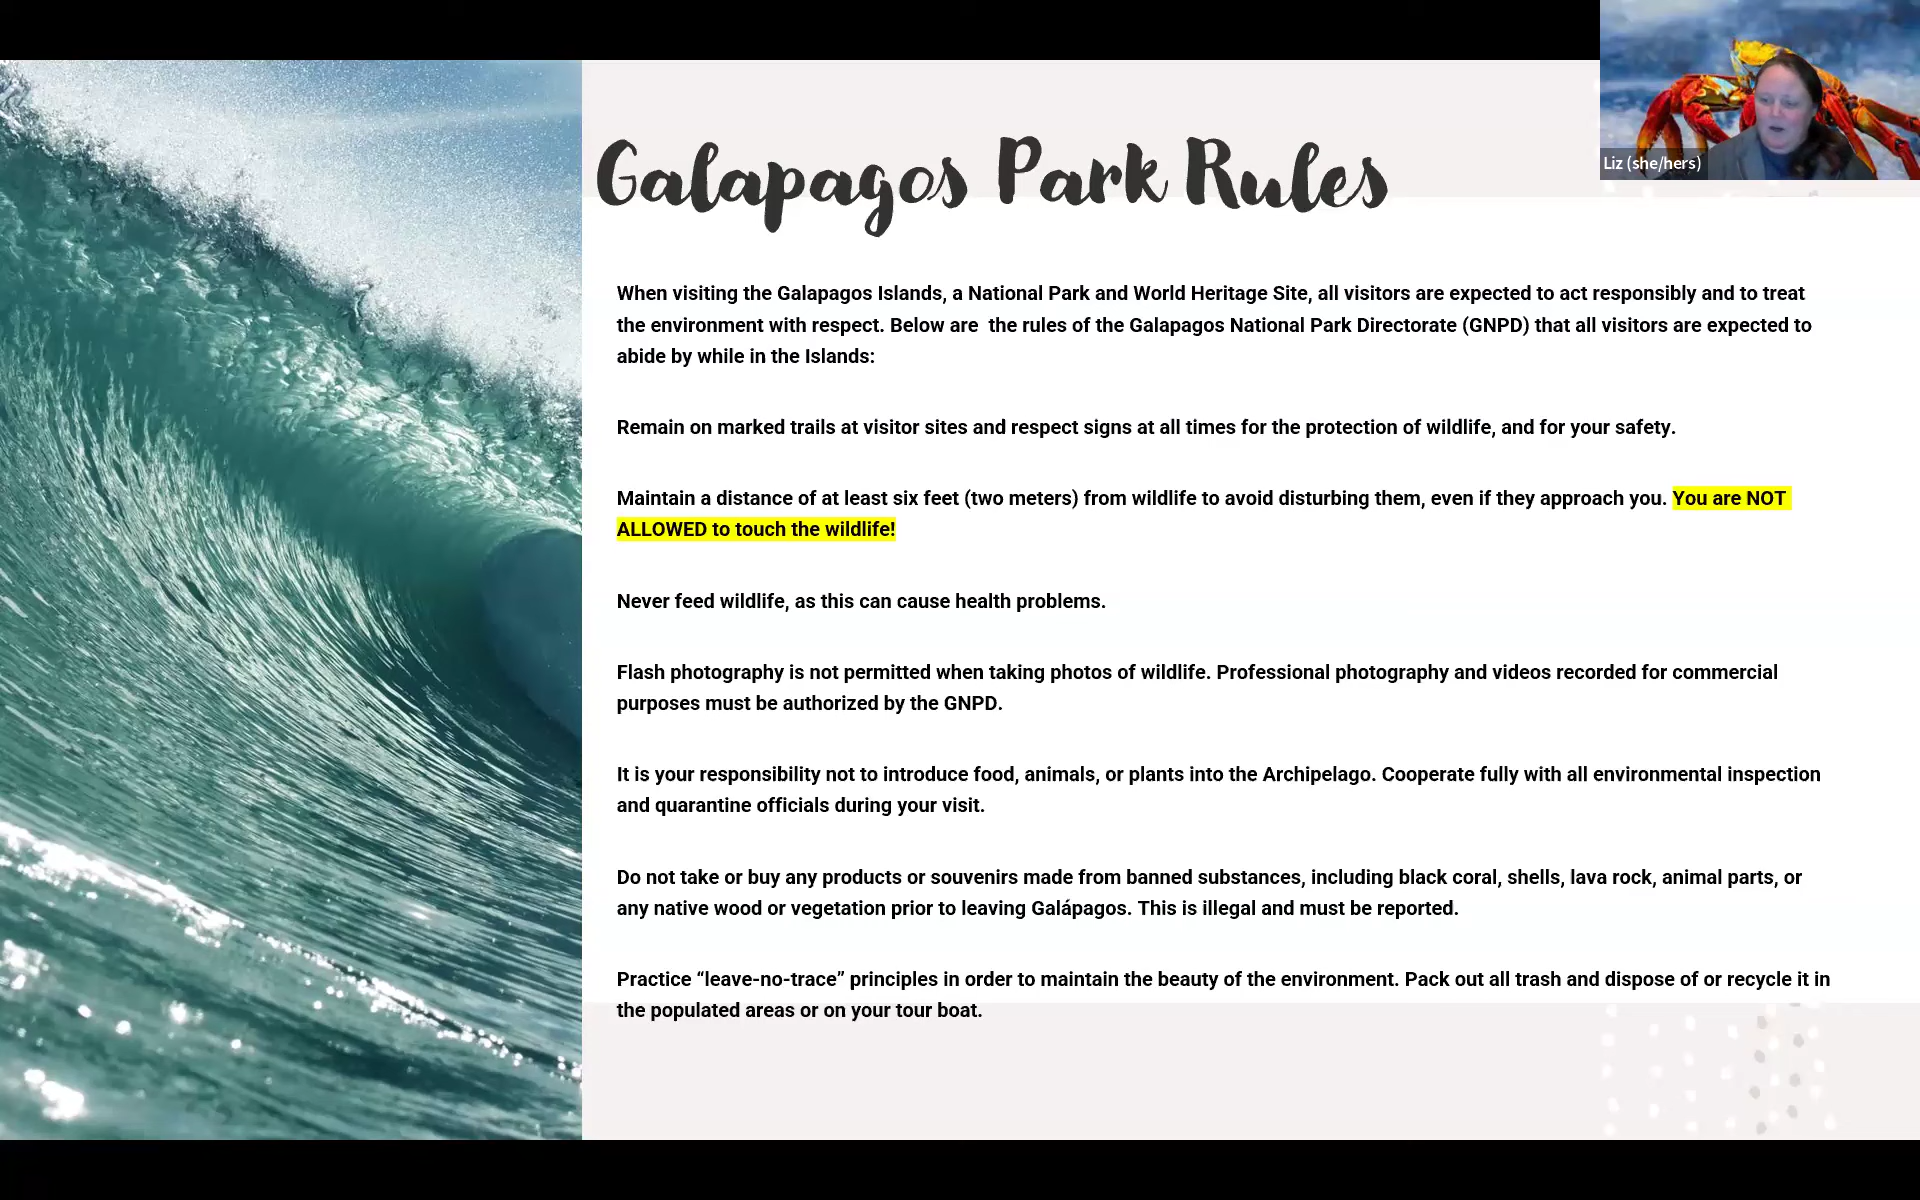 Liz (she/hers)
Galapagos Park Rules
When visiting the Galapagos Islands, a National Park and World Heritage Site, all visitors are expected to act responsibly and to treat
the environment with respect. Below are  the rules of the Galapagos National Park Directorate (GNPD) that all visitors are expected to
abide by while in the Islands:
Remain on marked trails at visitor sites and respect signs at all times for the protection of wildlife, and for your safety.
Maintain a distance of at least six feet (two meters) from wildlife to avoid disturbing them, even if they approach you. You are NOT
ALLOWED to touch the wildlife!
Never feed wildlife, as this can cause health problems.
Flash photography is not permitted when taking photos of wildlife. Professional photography and videos recorded for commercial
purposes must be authorized by the GNPD.
It is your responsibility not to introduce food, animals, or plants into the Archipelago. Cooperate fully with all environmental inspection
and quarantine officials during your visit.
Do not take or buy any products or souvenirs made from banned substances, including black coral, shells, lava rock, animal parts, or
any native wood or vegetation prior to leaving Galápagos. This is illegal and must be reported.
Practice “leave-no-trace” principles in order to maintain the beauty of the environment. Pack out all trash and dispose of or recycle it in
the populated areas or on your tour boat.